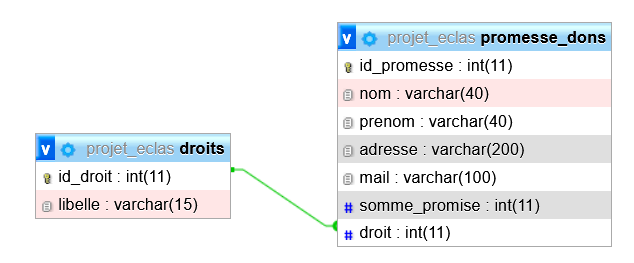 v projet_eclas promesse_dons
id_promesse : int(11)
nom : varchar(40)
prenom : varchar(40)
adresse : varchar(200)
mail : varchar(100)
# somme_promise : int(11)
# droit : int(11)
v projet_eclas droits
id_droit : int(11)
libelle : varchar(15)